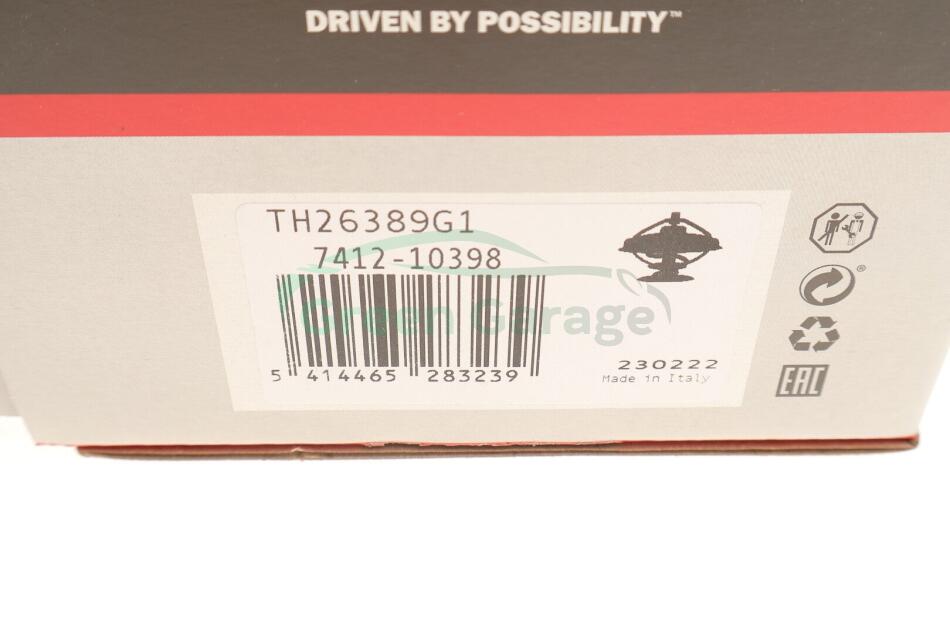 DRIVEN BY POSSIBILITY™
TH26389G1
7412-10398
Green Garage
5 414465 283239
230222
Made in Italy
®
EAC